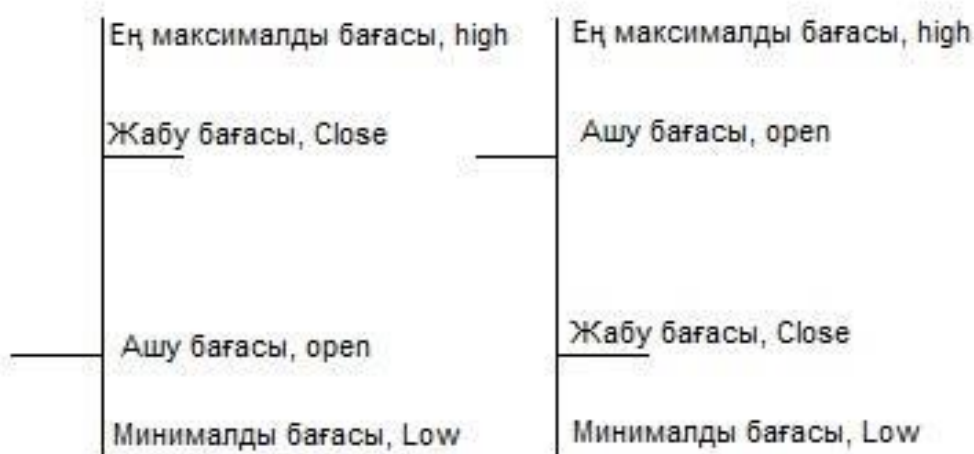 Ең максималды бағасы, high
Жабу бағасы, Close
Ашу бағасы, open
Минималды бағасы, Low
Ең максималды бағасы, high
Ашу бағасы, open
Жабу бағасы, Close
Минималды бағасы, Low